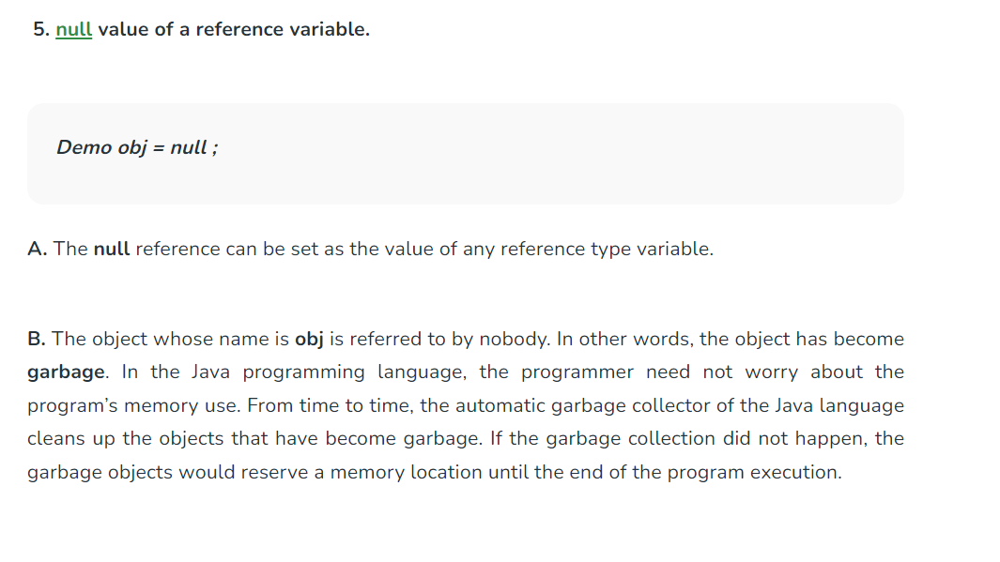 5. null value of a reference variable.
Demo obj = null ;
A. The null reference can be set as the value of any reference type variable.
B. The object whose name is obj is referred to by nobody. In other words, the object has become
garbage. In the Java programming language, the programmer need not worry about the
program’s memory use. From time to time, the automatic garbage collector of the Java language
cleans up the objects that have become garbage. If the garbage collection did not happen, the
garbage objects would reserve a memory location until the end of the program execution.